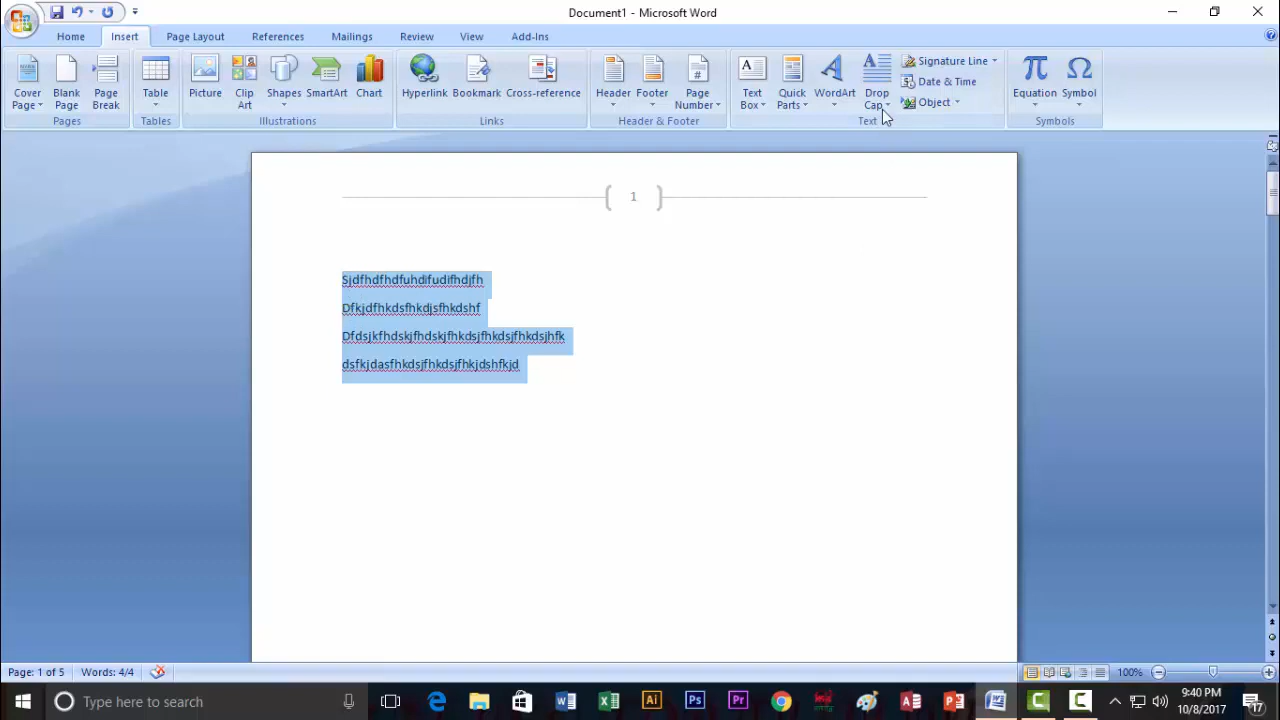 Document1 - Microsoft Word
Home Insert Page Layout References Mailings Review View Add-Ins
Cover Page Blank Page Page Break Table Picture Clip Art Shapes SmartArt Chart Hyperlink Bookmark Cross-reference Header Footer Page Number Text Box Quick Parts WordArt Drop Cap Signature Line Date & Time Object Equation Symbol
Pages Tables Illustrations Links Header & Footer Text Symbols
1
Sjdfhdfhdfuhdifudifhdjfh
Dfkjdfhkdsfhkdjsfhkdshf
Dfdsjkfhdskjfhdskjfhkdsjfhkdsjfhkdsjhfk
dsfkjdasfhkdsjfhkdsjfhkjdshfkjd
Page: 1 of 5 Words: 4/4 100%
Type here to search 9:40 PM
10/8/2017 17